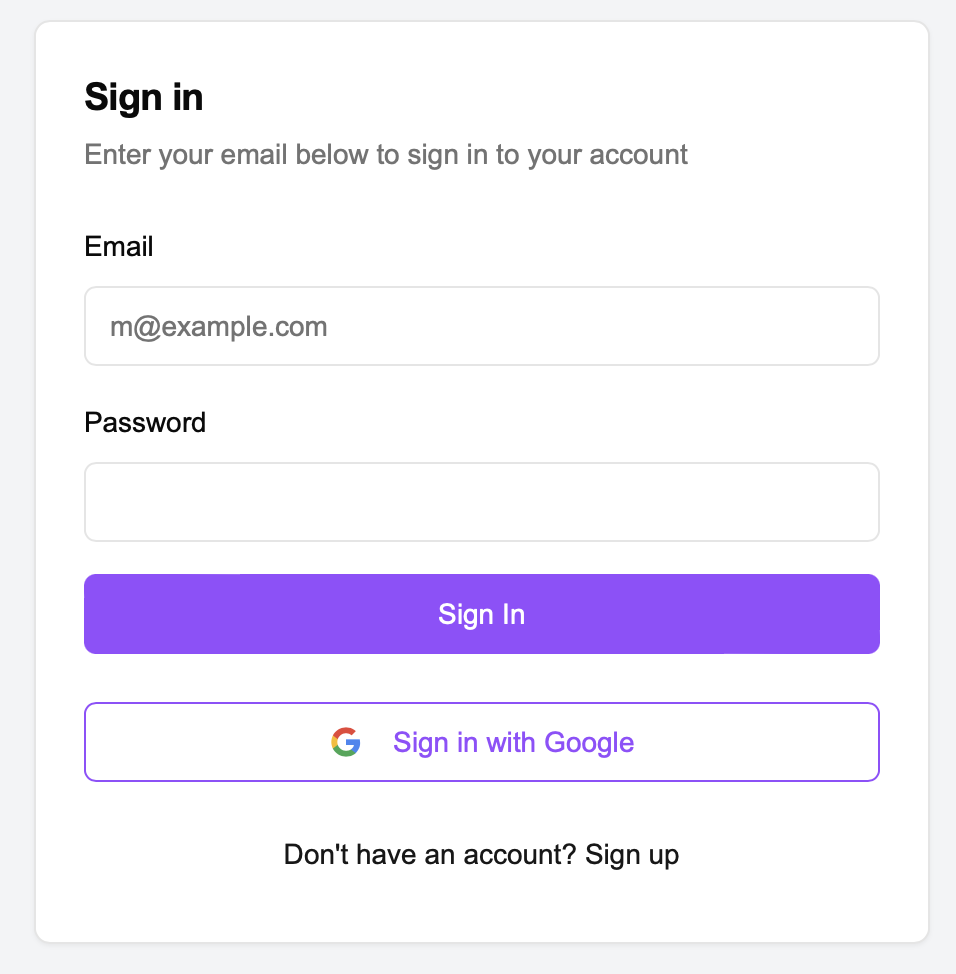 Sign in
Enter your email below to sign in to your account
Email
m@example.com
Password
Sign In
Sign in with Google
Don't have an account? Sign up